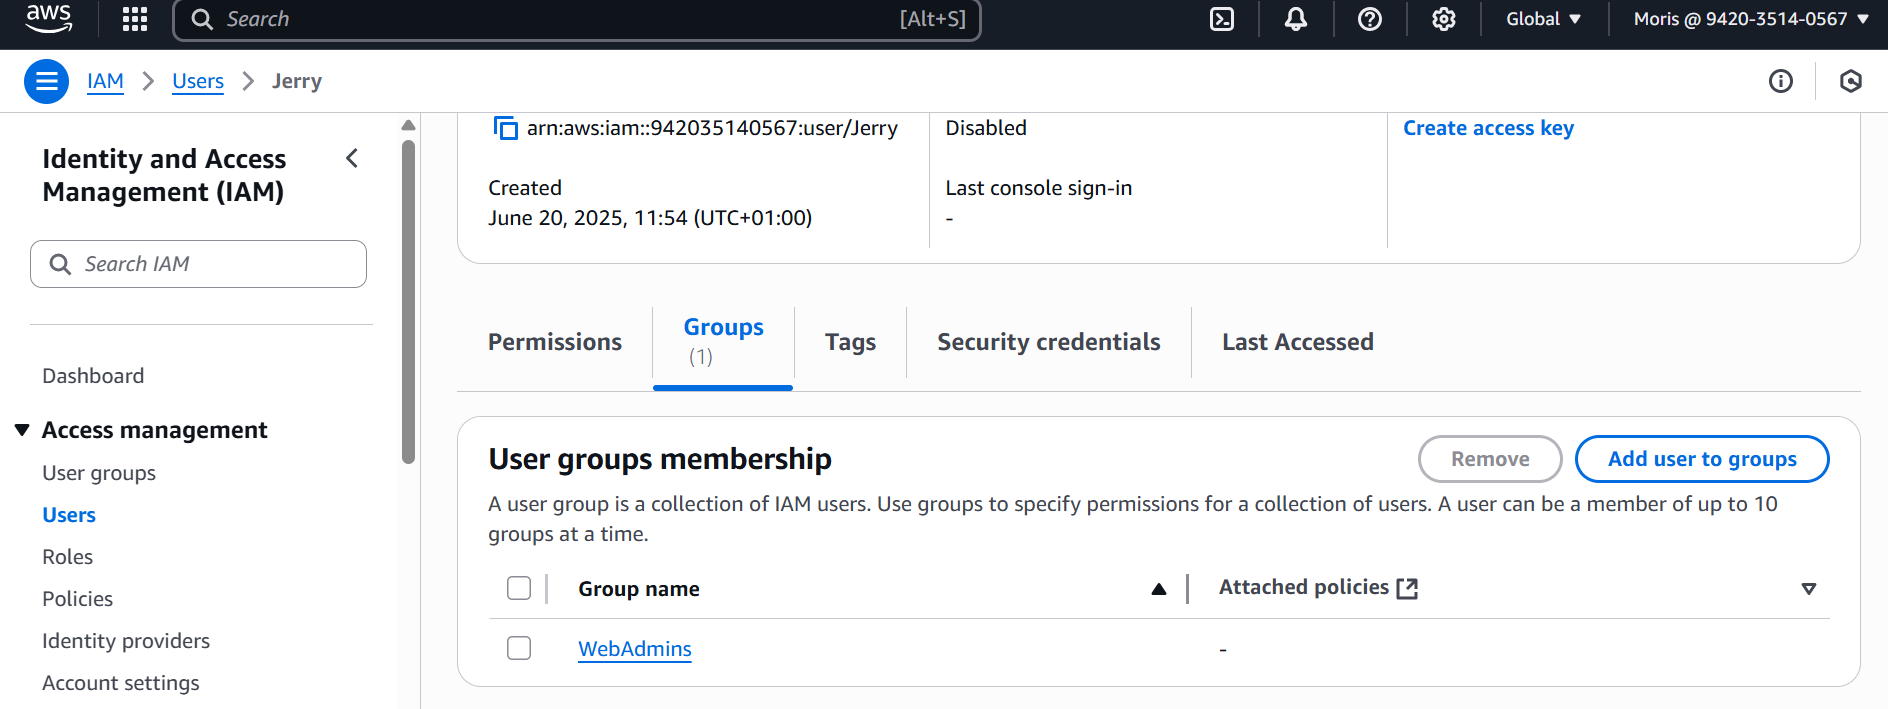 aws
Search
[Alt+S]
Global
Moris @ 9420-3514-0567
IAM
Users
Jerry
Identity and Access
Management (IAM)
Search IAM
Dashboard
Access management
User groups
Users
Roles
Policies
Identity providers
Account settings
arn:aws:iam::942035140567:user/Jerry
Disabled
Create access key
Created
June 20, 2025, 11:54 (UTC+01:00)
Last console sign-in
-
Permissions
Groups
(1)
Tags
Security credentials
Last Accessed
User groups membership
Remove
Add user to groups
A user group is a collection of IAM users. Use groups to specify permissions for a collection of users. A user can be a member of up to 10
groups at a time.
Group name
Attached policies
WebAdmins
-